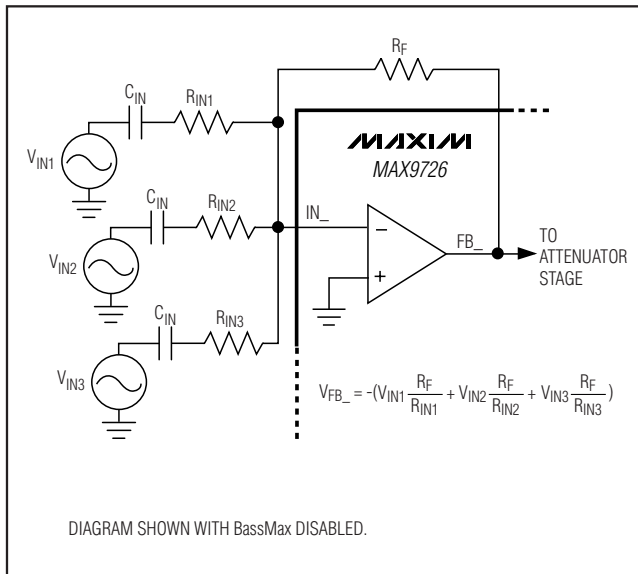 RF
CIN
RIN1
VIN1
MAXIM
MAX9726
CIN
RIN2
IN_
−
+
FB_
TO
ATTENUATOR
STAGE
VIN2
CIN
RIN3
VIN3
VFB_ = -(VIN1 RF/RIN1 + VIN2 RF/RIN2 + VIN3 RF/RIN3)
DIAGRAM SHOWN WITH BassMax DISABLED.